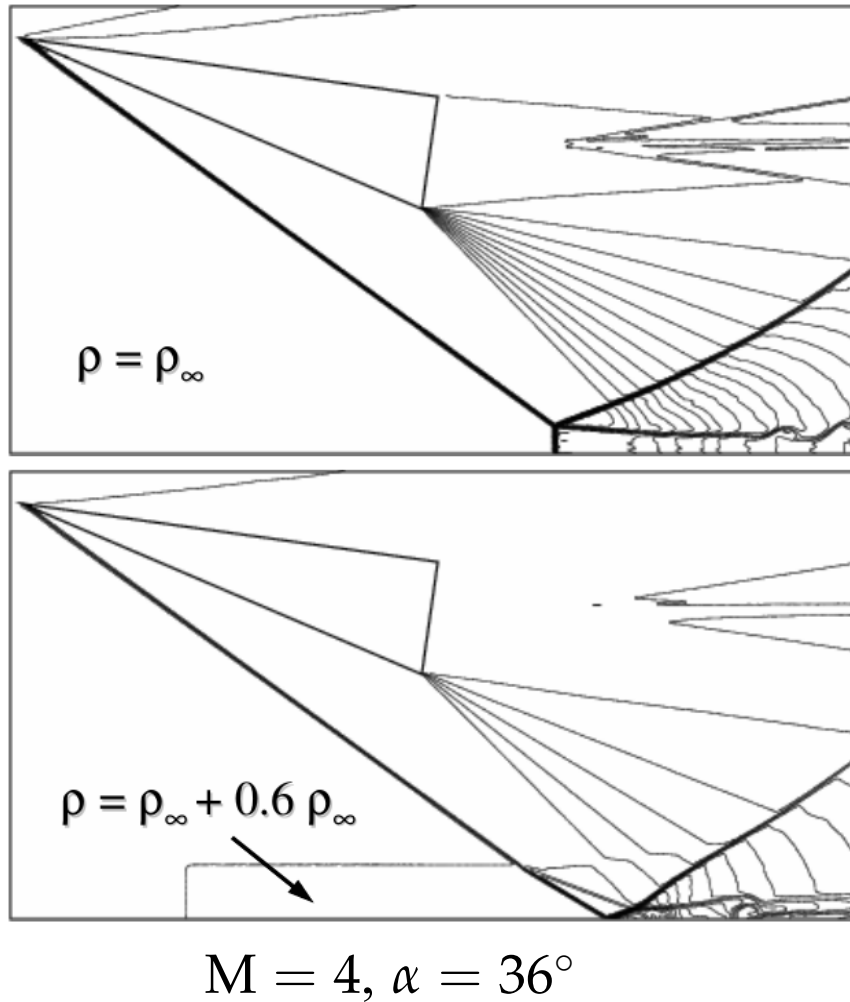 ρ = ρ∞
ρ = ρ∞ + 0.6 ρ∞
M = 4, α = 36°